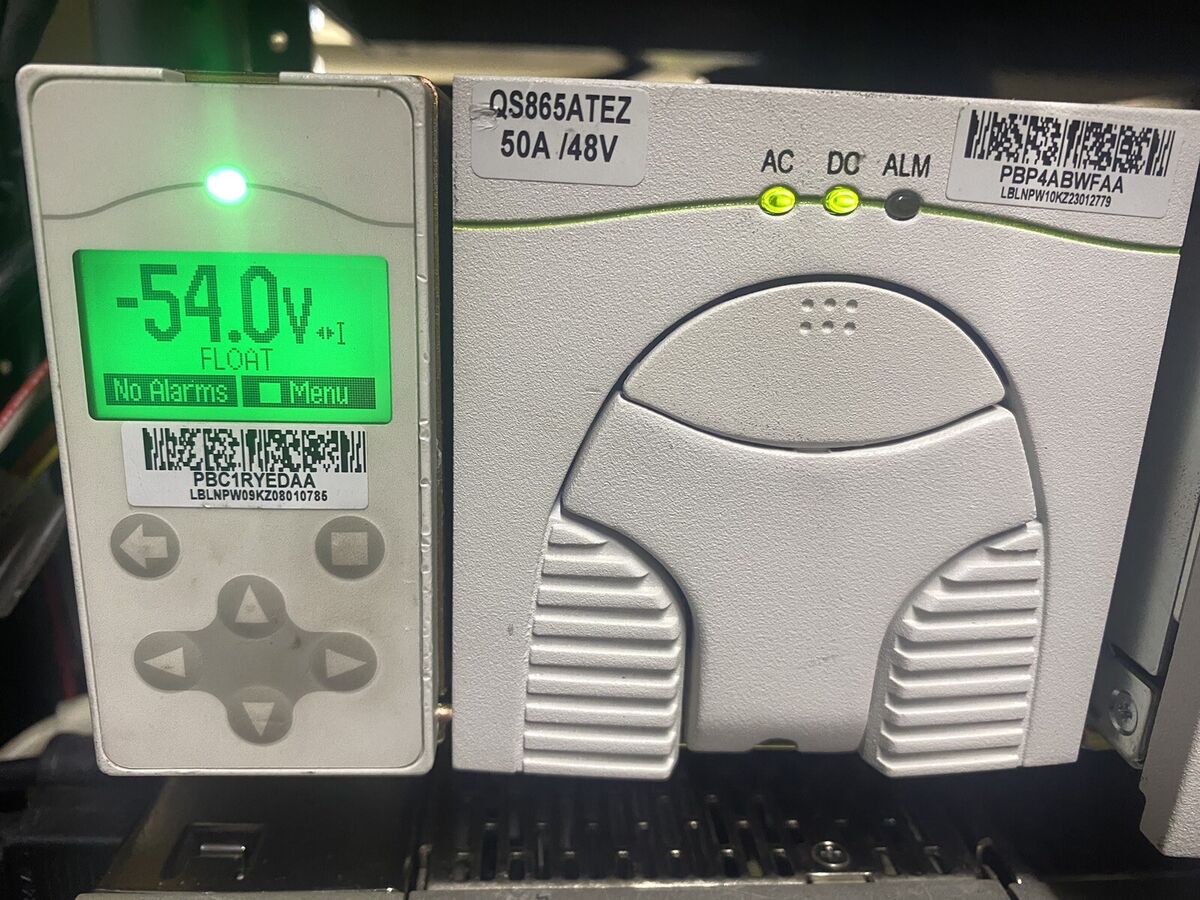 -54.0v
FLOAT
No Alarms
Menu
PBC1RYEDAA
LBLNPW09KZ08010785
QS865ATEZ
50A /48V
AC DC ALM
PBP4ABWFAA
LBLNPW10KZ23012779